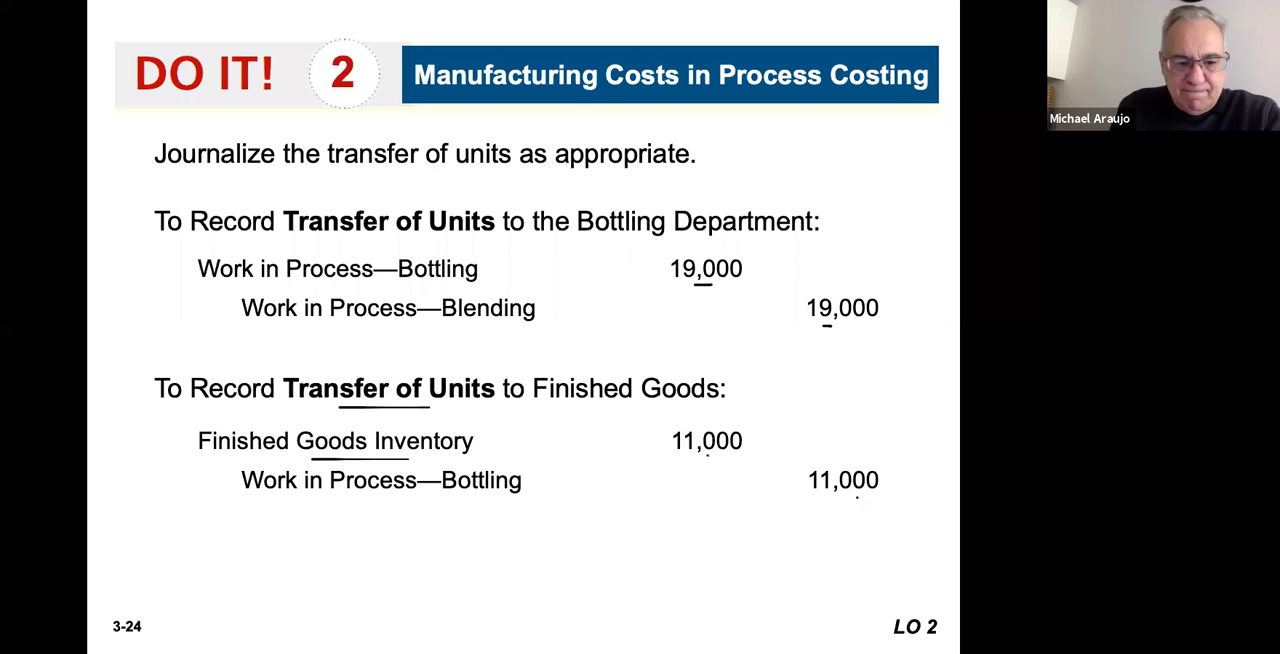 DO IT! 2 Manufacturing Costs in Process Costing
Michael Araujo
Journalize the transfer of units as appropriate.
To Record Transfer of Units to the Bottling Department:
Work in Process—Bottling 19,000
Work in Process—Blending 19,000
To Record Transfer of Units to Finished Goods:
Finished Goods Inventory 11,000
Work in Process—Bottling 11,000
3-24 LO 2